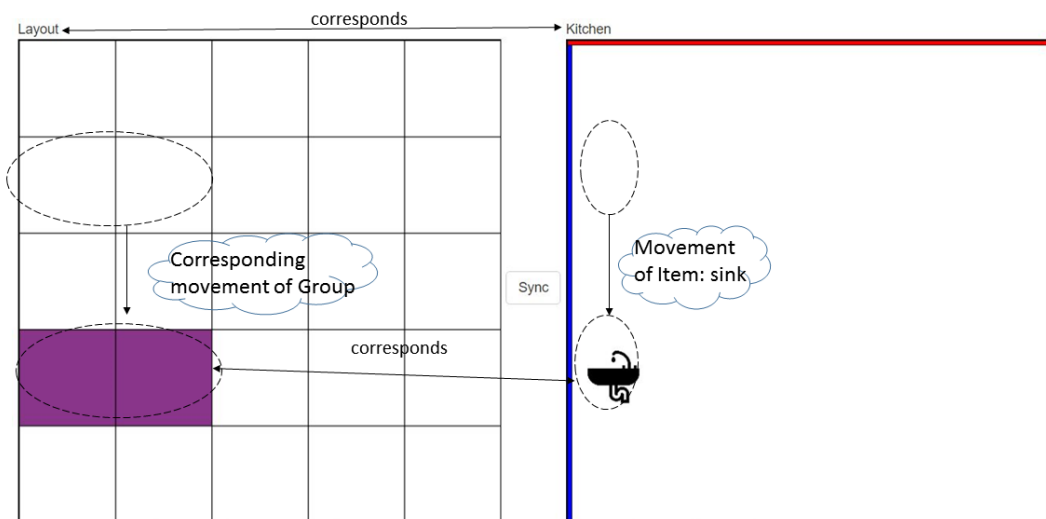 corresponds
Layout
Kitchen
Corresponding
movement of Group
Movement
of Item: sink
Sync
corresponds